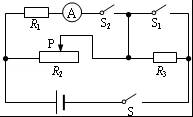 R₁ A S₂ S₁
P
R₂ R₃
S